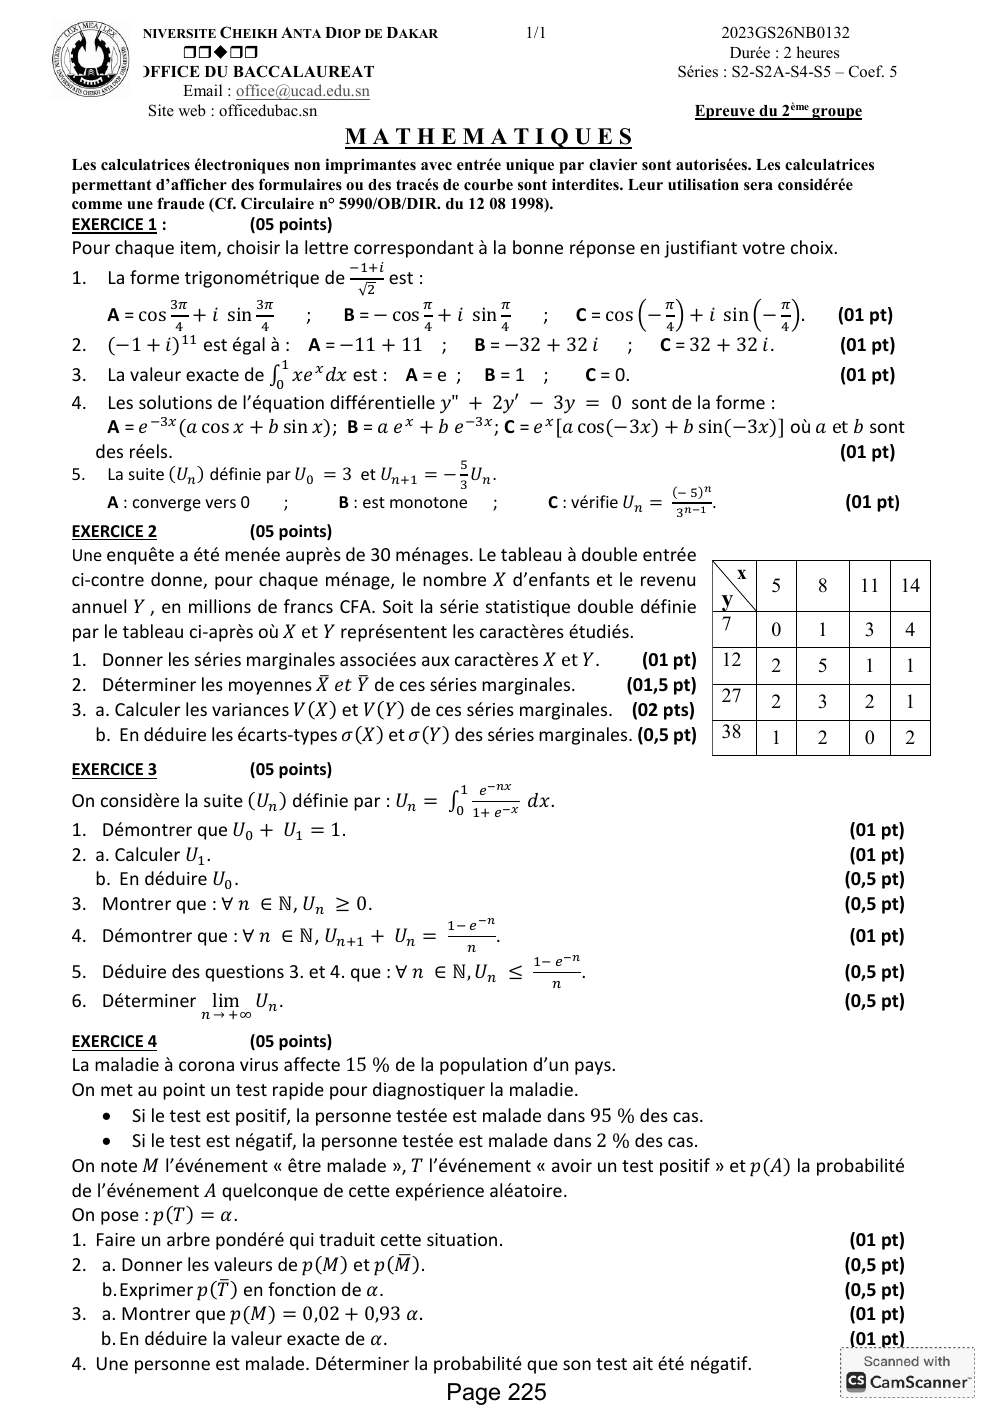 NIVERSITE CHEIKH ANTA DIOP DE DAKAR 1/1 2023GS26NB0132
❒❒◆❒❒ Durée : 2 heures
OFFICE DU BACCALAUREAT Séries : S2-S2A-S4-S5 – Coef. 5
Email : office@ucad.edu.sn
Site web : officedubac.sn Epreuve du 2ème groupe
M A T H E M A T I Q U E S
Les calculatrices électroniques non imprimantes avec entrée unique par clavier sont autorisées. Les calculatrices
permettant d'afficher des formulaires ou des tracés de courbe sont interdites. Leur utilisation sera considérée
comme une fraude (Cf. Circulaire n° 5990/OB/DIR. du 12 08 1998).
EXERCICE 1 : (05 points)
Pour chaque item, choisir la lettre correspondant à la bonne réponse en justifiant votre choix.
1. La forme trigonométrique de (−1+i)/√2 est :
A = cos 3π/4 + i sin 3π/4 ; B = − cos π/4 + i sin π/4 ; C = cos (−π/4) + i sin (−π/4). (01 pt)
2. (−1 + i)¹¹ est égal à : A = −11 + 11 ; B = −32 + 32 i ; C = 32 + 32 i. (01 pt)
3. La valeur exacte de ∫₀¹ xeˣdx est : A = e ; B = 1 ; C = 0. (01 pt)
4. Les solutions de l'équation différentielle y" + 2y′ − 3y = 0 sont de la forme :
A = e⁻³ˣ(a cos x + b sin x); B = a eˣ + b e⁻³ˣ; C = eˣ[a cos(−3x) + b sin(−3x)] où a et b sont
des réels. (01 pt)
5. La suite (Uₙ) définie par U₀ = 3 et Uₙ₊₁ = −5/3 Uₙ.
A : converge vers 0 ; B : est monotone ; C : vérifie Uₙ = (− 5)ⁿ/3ⁿ⁻¹. (01 pt)
EXERCICE 2 (05 points)
Une enquête a été menée auprès de 30 ménages. Le tableau à double entrée
ci-contre donne, pour chaque ménage, le nombre X d'enfants et le revenu
annuel Y , en millions de francs CFA. Soit la série statistique double définie
par le tableau ci-après où X et Y représentent les caractères étudiés.
1. Donner les séries marginales associées aux caractères X et Y. (01 pt)
2. Déterminer les moyennes X̄ et Ȳ de ces séries marginales. (01,5 pt)
3. a. Calculer les variances V(X) et V(Y) de ces séries marginales. (02 pts)
b. En déduire les écarts-types σ(X) et σ(Y) des séries marginales. (0,5 pt)
x y 5 8 11 14
7 0 1 3 4
12 2 5 1 1
27 2 3 2 1
38 1 2 0 2
EXERCICE 3 (05 points)
On considère la suite (Uₙ) définie par : Uₙ = ∫₀¹ e⁻ⁿˣ/(1+ e⁻ˣ) dx.
1. Démontrer que U₀ + U₁ = 1. (01 pt)
2. a. Calculer U₁. (01 pt)
b. En déduire U₀. (0,5 pt)
3. Montrer que : ∀ n ∈ ℕ, Uₙ ≥ 0. (0,5 pt)
4. Démontrer que : ∀ n ∈ ℕ, Uₙ₊₁ + Uₙ = (1− e⁻ⁿ)/n. (01 pt)
5. Déduire des questions 3. et 4. que : ∀ n ∈ ℕ, Uₙ ≤ (1− e⁻ⁿ)/n. (0,5 pt)
6. Déterminer lim n → +∞ Uₙ. (0,5 pt)
EXERCICE 4 (05 points)
La maladie à corona virus affecte 15 % de la population d'un pays.
On met au point un test rapide pour diagnostiquer la maladie.
• Si le test est positif, la personne testée est malade dans 95 % des cas.
• Si le test est négatif, la personne testée est malade dans 2 % des cas.
On note M l'événement « être malade », T l'événement « avoir un test positif » et p(A) la probabilité
de l'événement A quelconque de cette expérience aléatoire.
On pose : p(T) = α.
1. Faire un arbre pondéré qui traduit cette situation. (01 pt)
2. a. Donner les valeurs de p(M) et p(M̄). (0,5 pt)
b. Exprimer p(T̄) en fonction de α. (0,5 pt)
3. a. Montrer que p(M) = 0,02 + 0,93 α. (01 pt)
b. En déduire la valeur exacte de α. (01 pt)
4. Une personne est malade. Déterminer la probabilité que son test ait été négatif.
Scanned with
CS CamScanner
Page 225